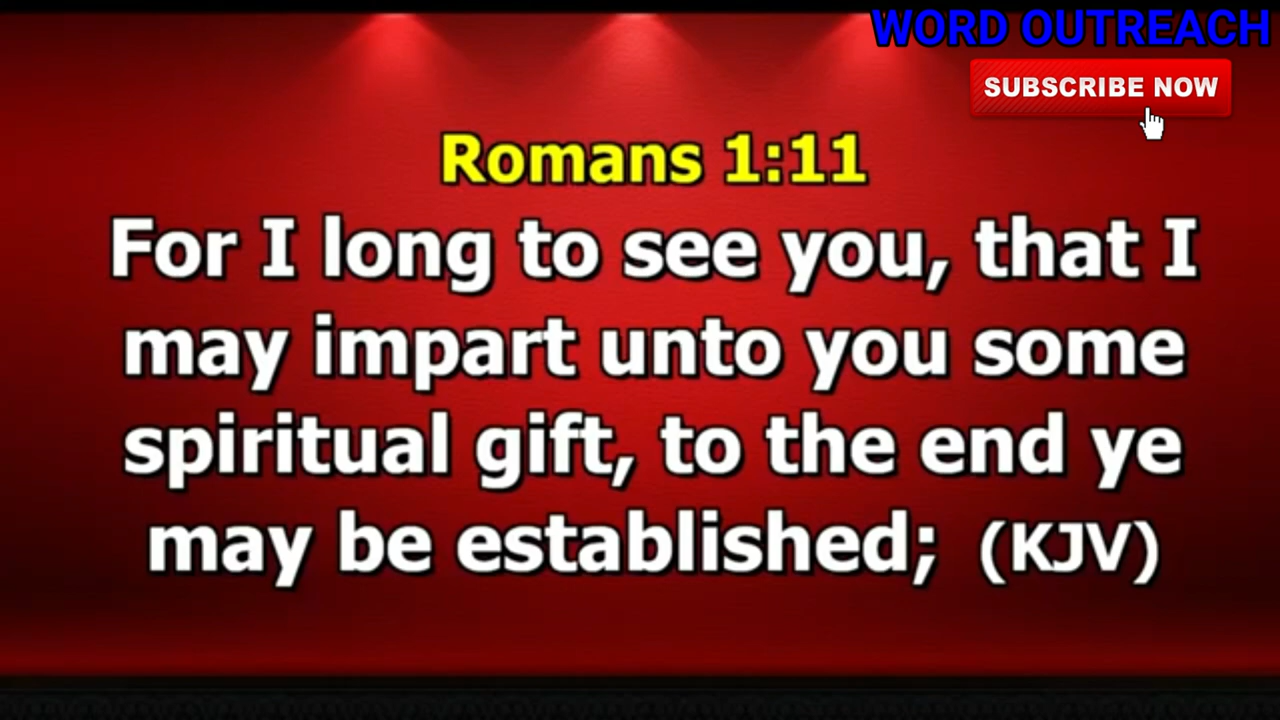 WORD OUTREACH
SUBSCRIBE NOW
Romans 1:11
For I long to see you, that I
may impart unto you some
spiritual gift, to the end ye
may be established; (KJV)